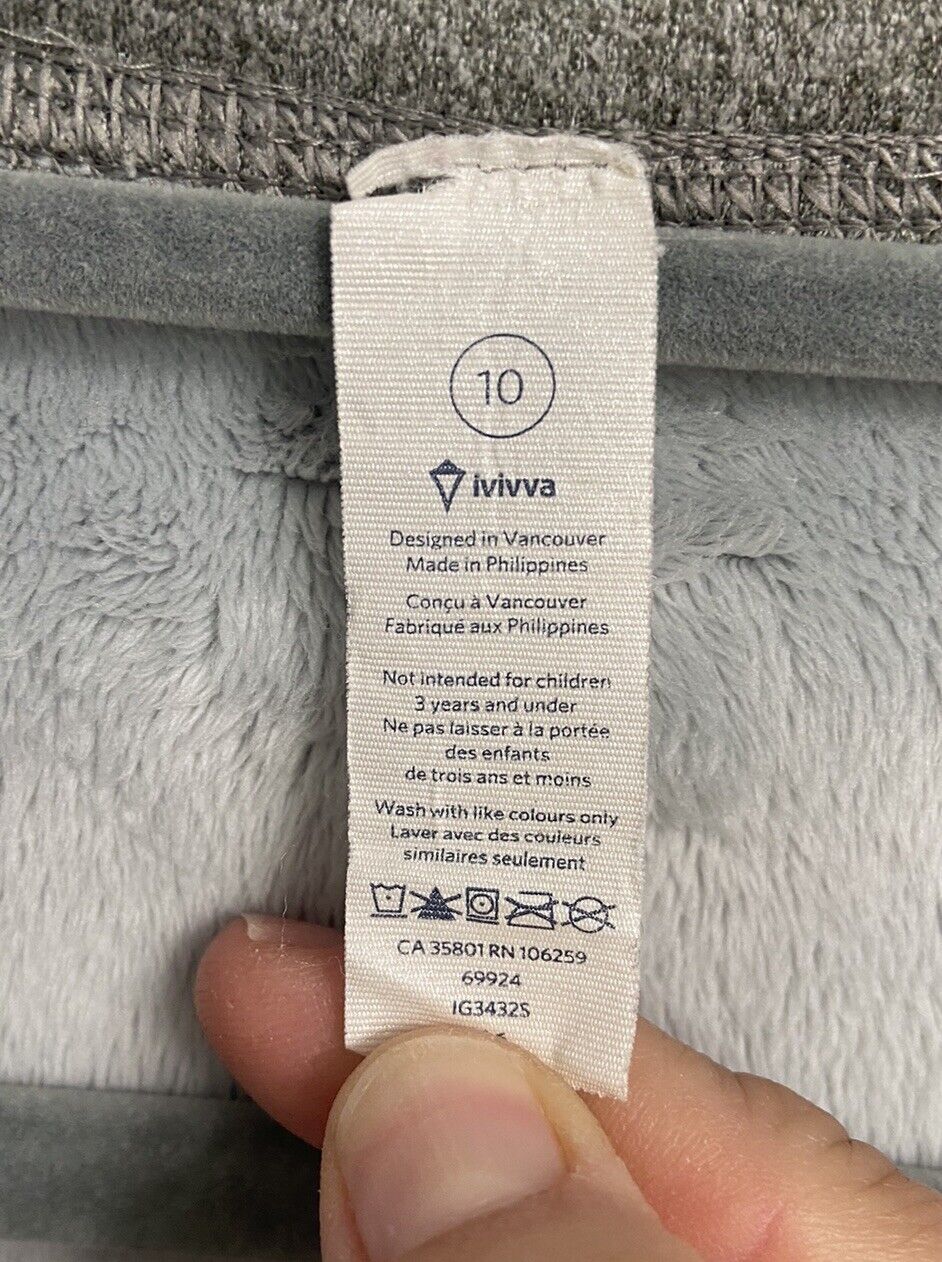 10
ivivva
Designed in Vancouver
Made in Philippines
Conçu à Vancouver
Fabriqué aux Philippines
Not intended for children
3 years and under
Ne pas laisser à la portée
des enfants
de trois ans et moins
Wash with like colours only
Laver avec des couleurs
similaires seulement
CA 35801 RN 106259
69924
IG3432S